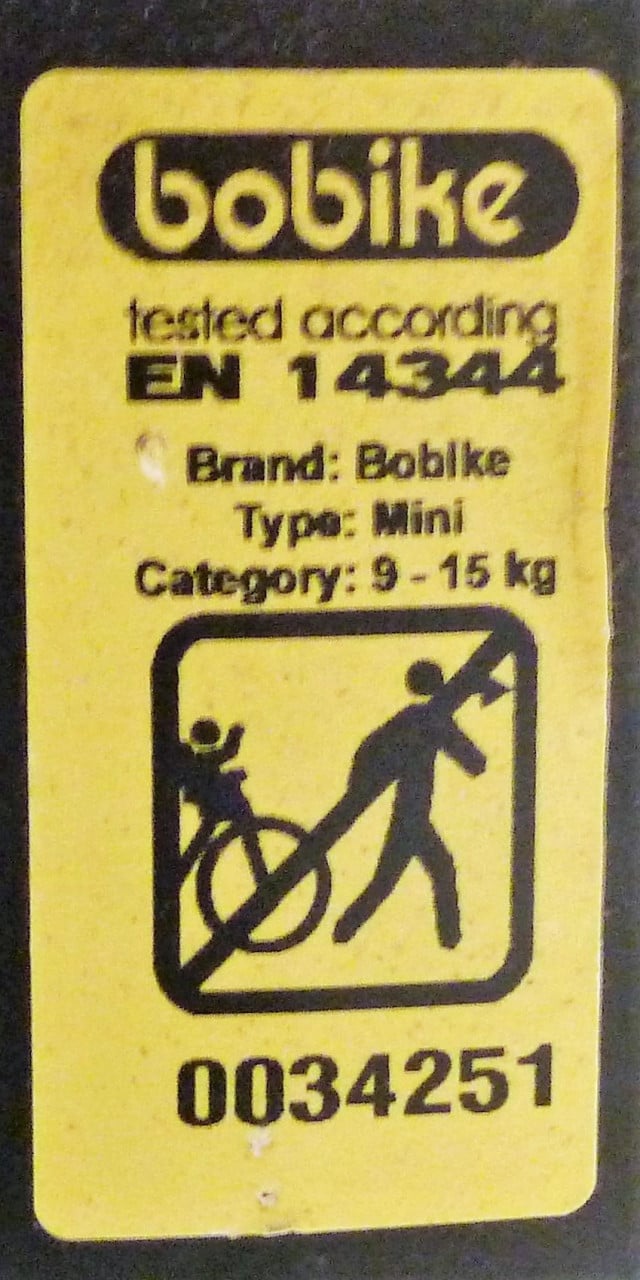 bobike
tested according
EN 14344
Brand: Bobike
Type: Mini
Category: 9 - 15 kg
0034251